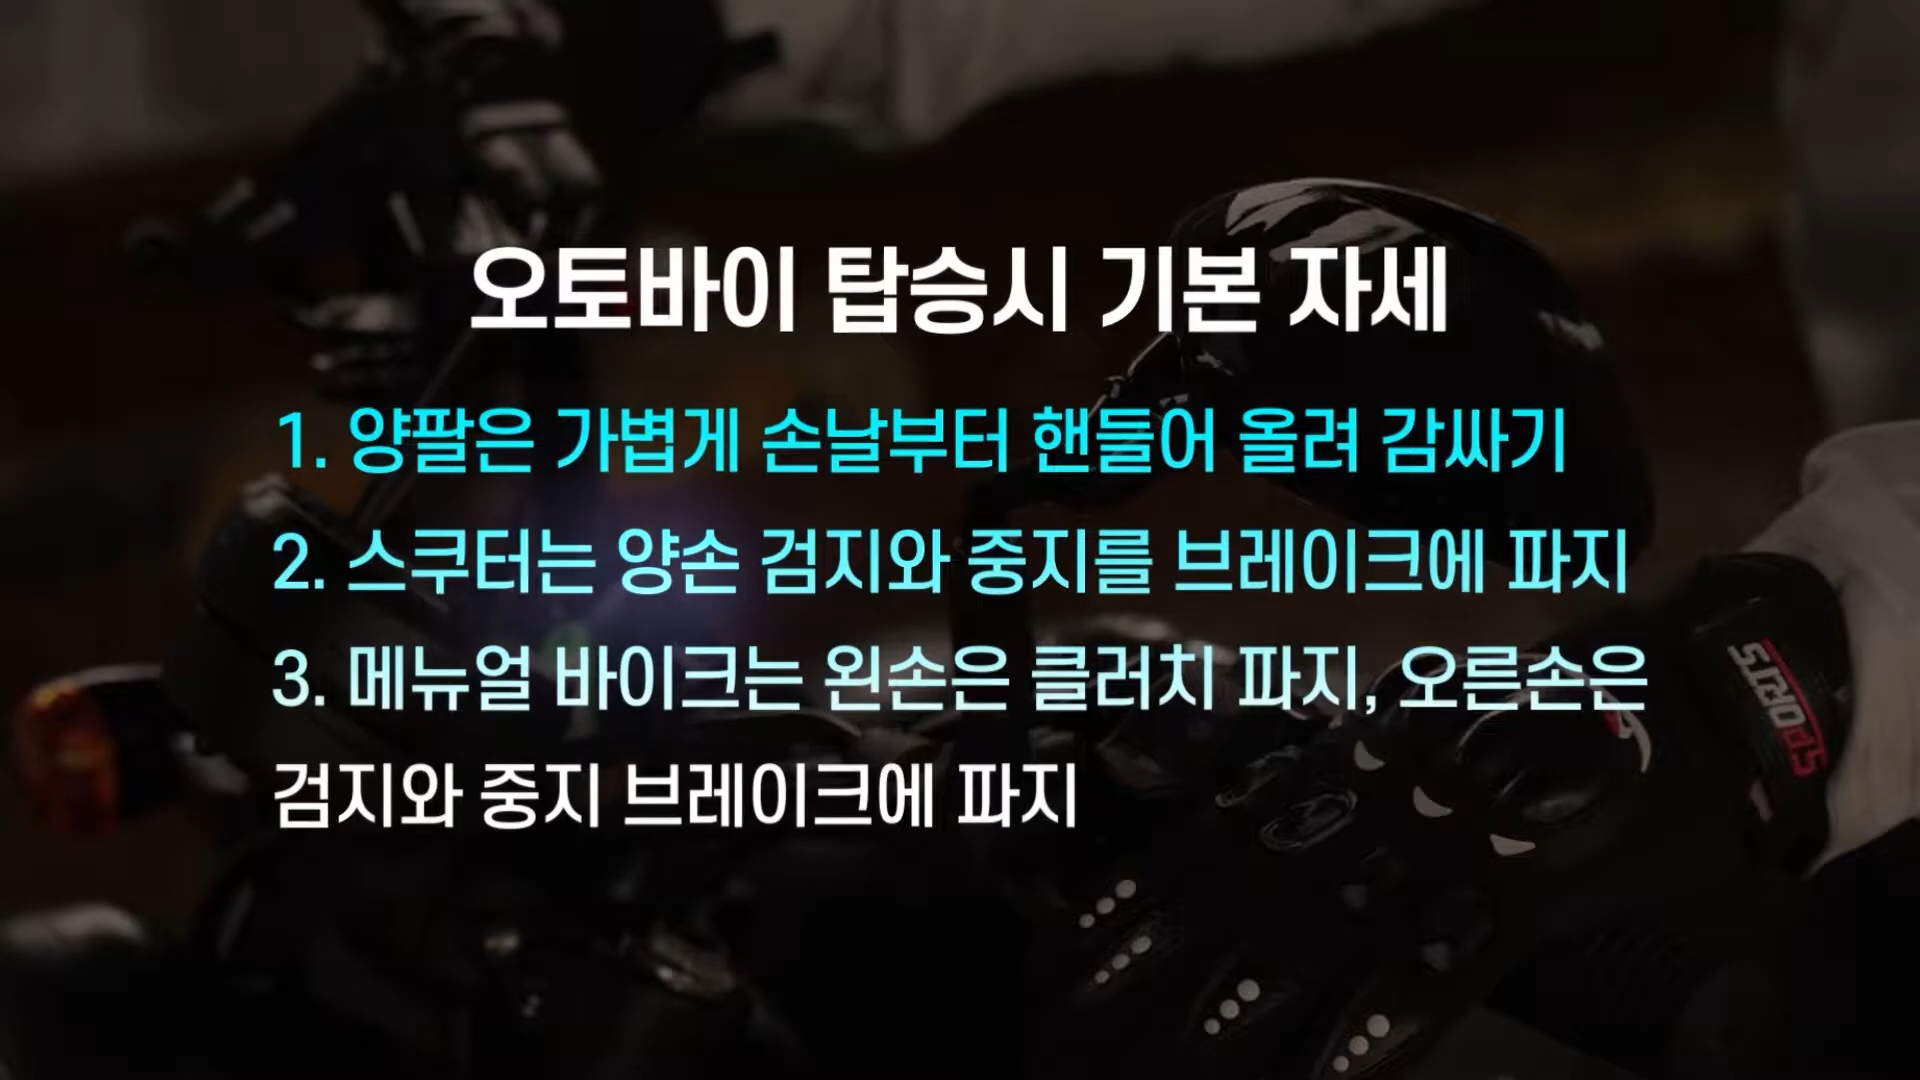 오토바이 탑승시 기본 자세
1. 양팔은 가볍게 손날부터 핸들어 올려 감싸기
2. 스쿠터는 양손 검지와 중지를 브레이크에 파지
3. 메뉴얼 바이크는 왼손은 클러치 파지, 오른손은
검지와 중지 브레이크에 파지
SPORTS